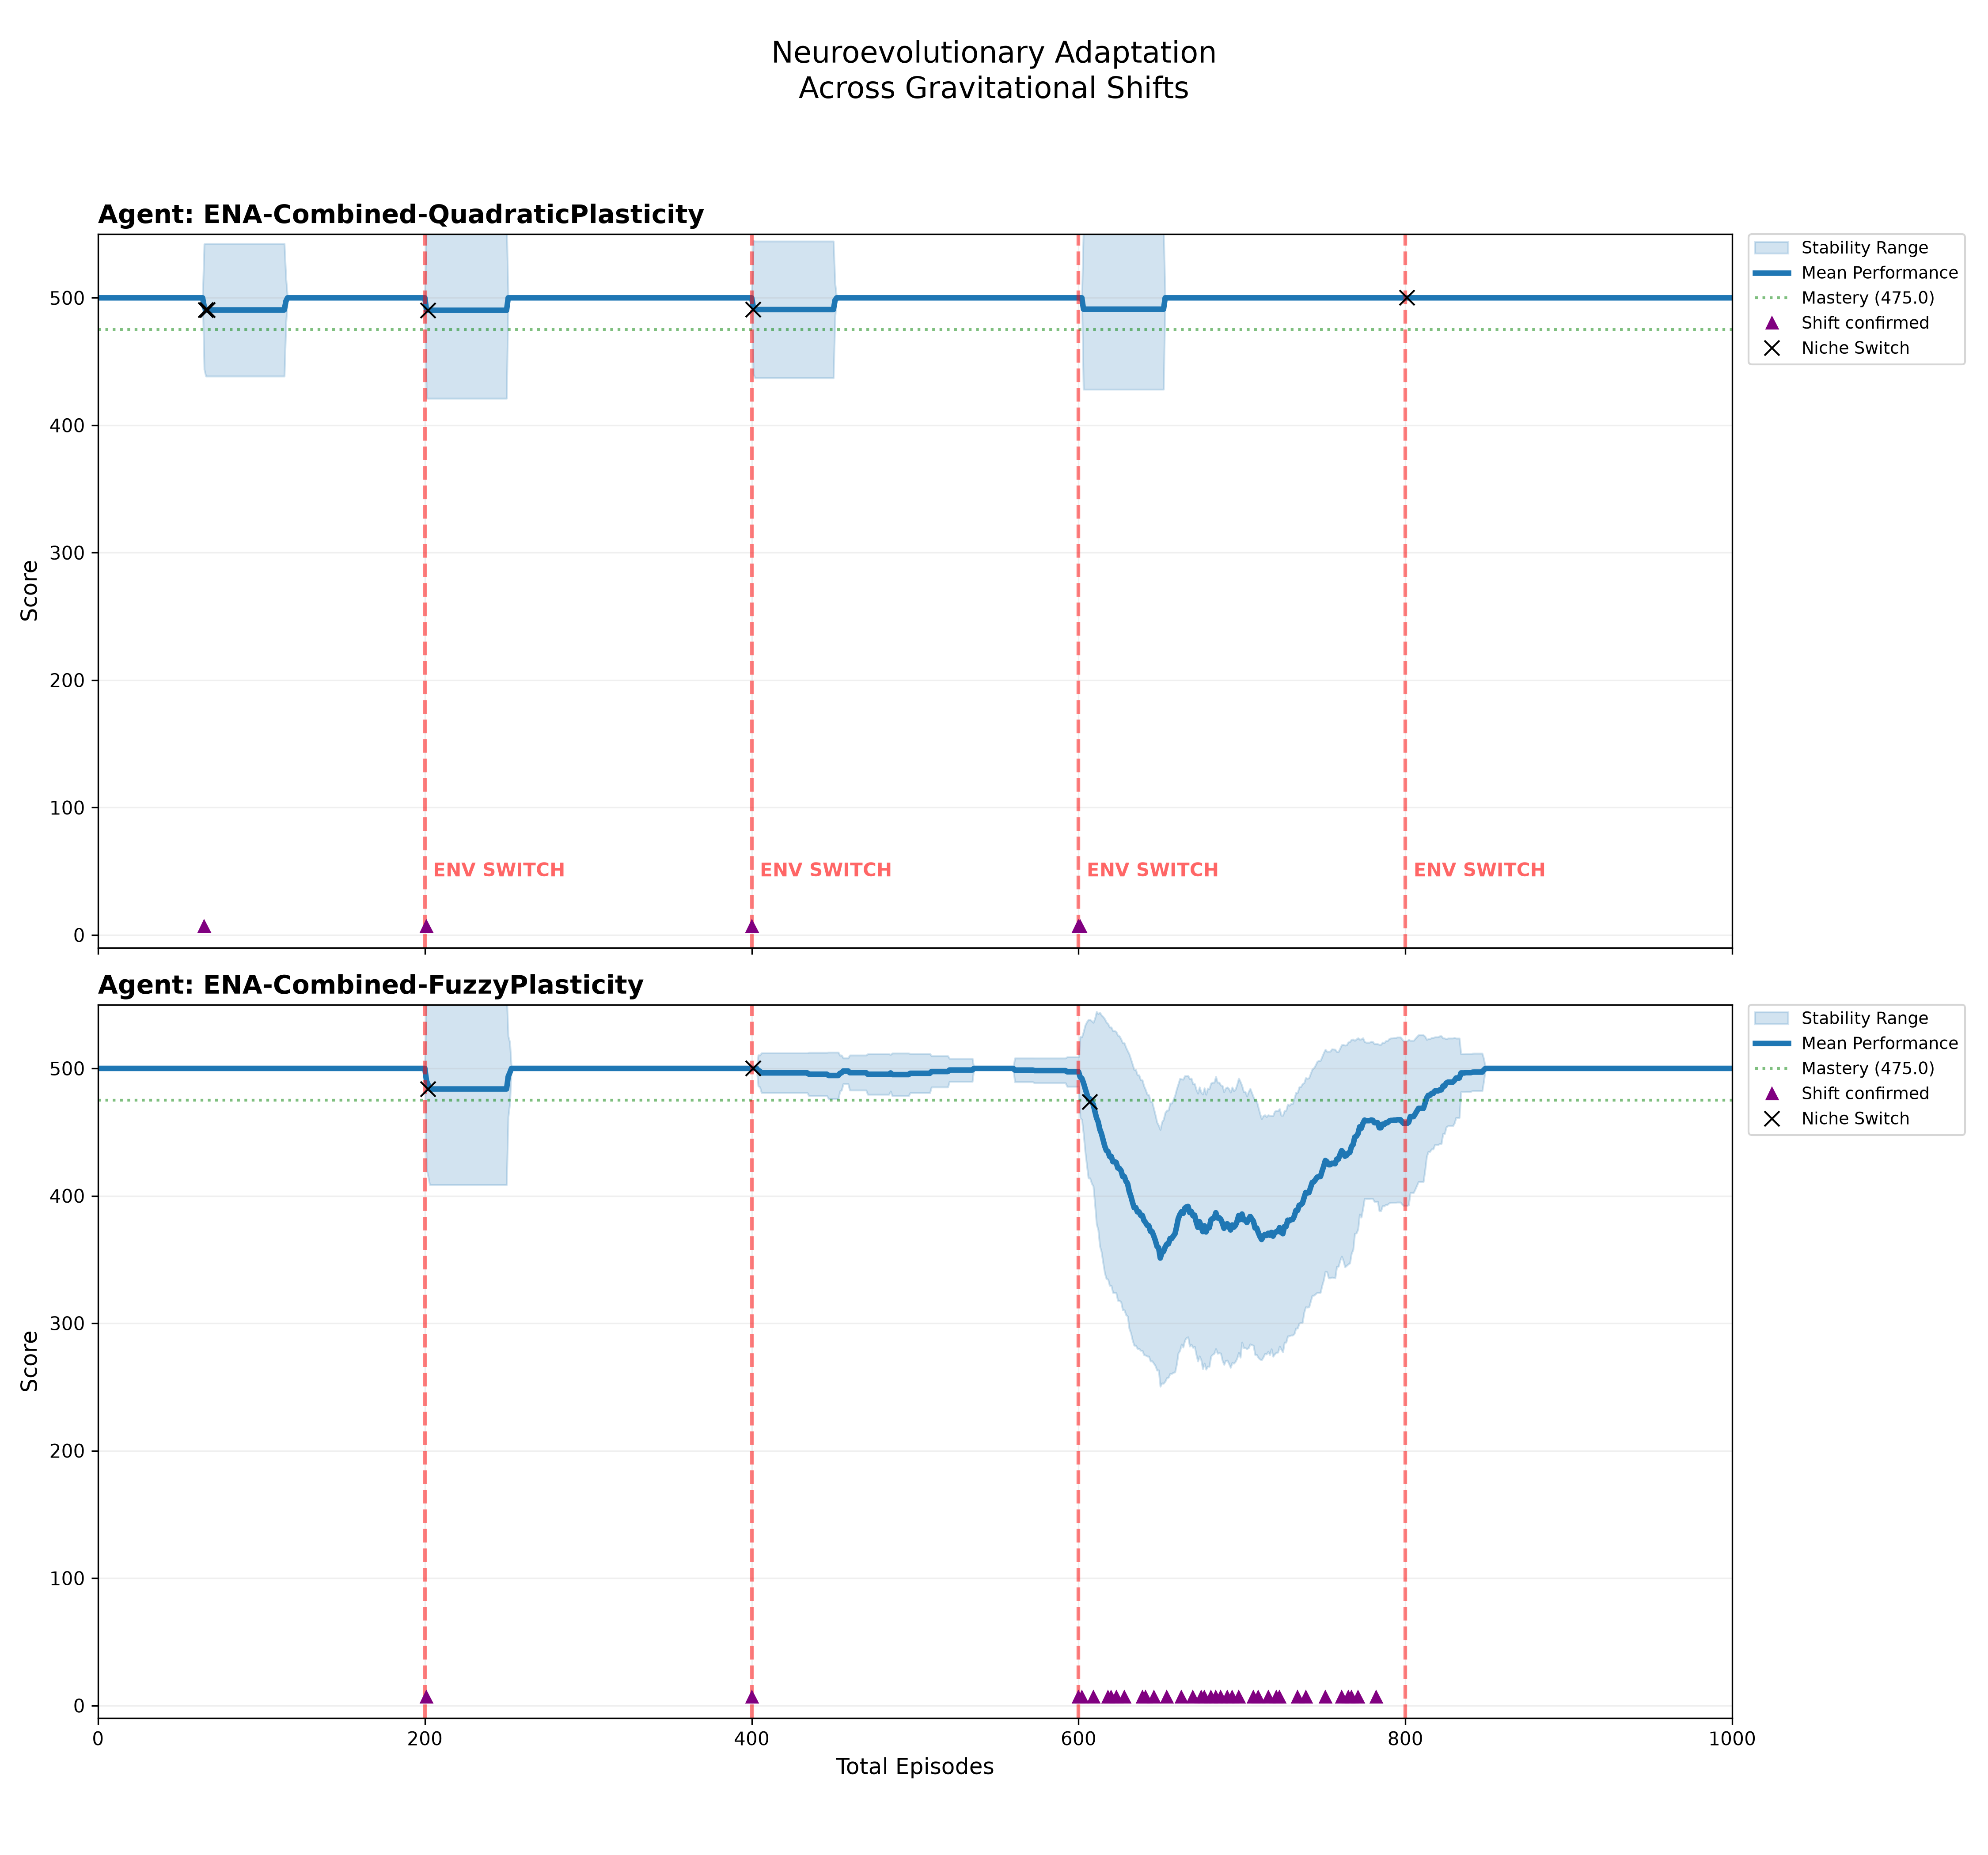 Neuroevolutionary Adaptation
Across Gravitational Shifts
Agent: ENA-Combined-QuadraticPlasticity
Score
500
400
300
200
100
0
ENV SWITCH
ENV SWITCH
ENV SWITCH
ENV SWITCH
Stability Range
Mean Performance
Mastery (475.0)
Shift confirmed
Niche Switch
Agent: ENA-Combined-FuzzyPlasticity
Score
500
400
300
200
100
0
Stability Range
Mean Performance
Mastery (475.0)
Shift confirmed
Niche Switch
0
200
400
600
800
1000
Total Episodes